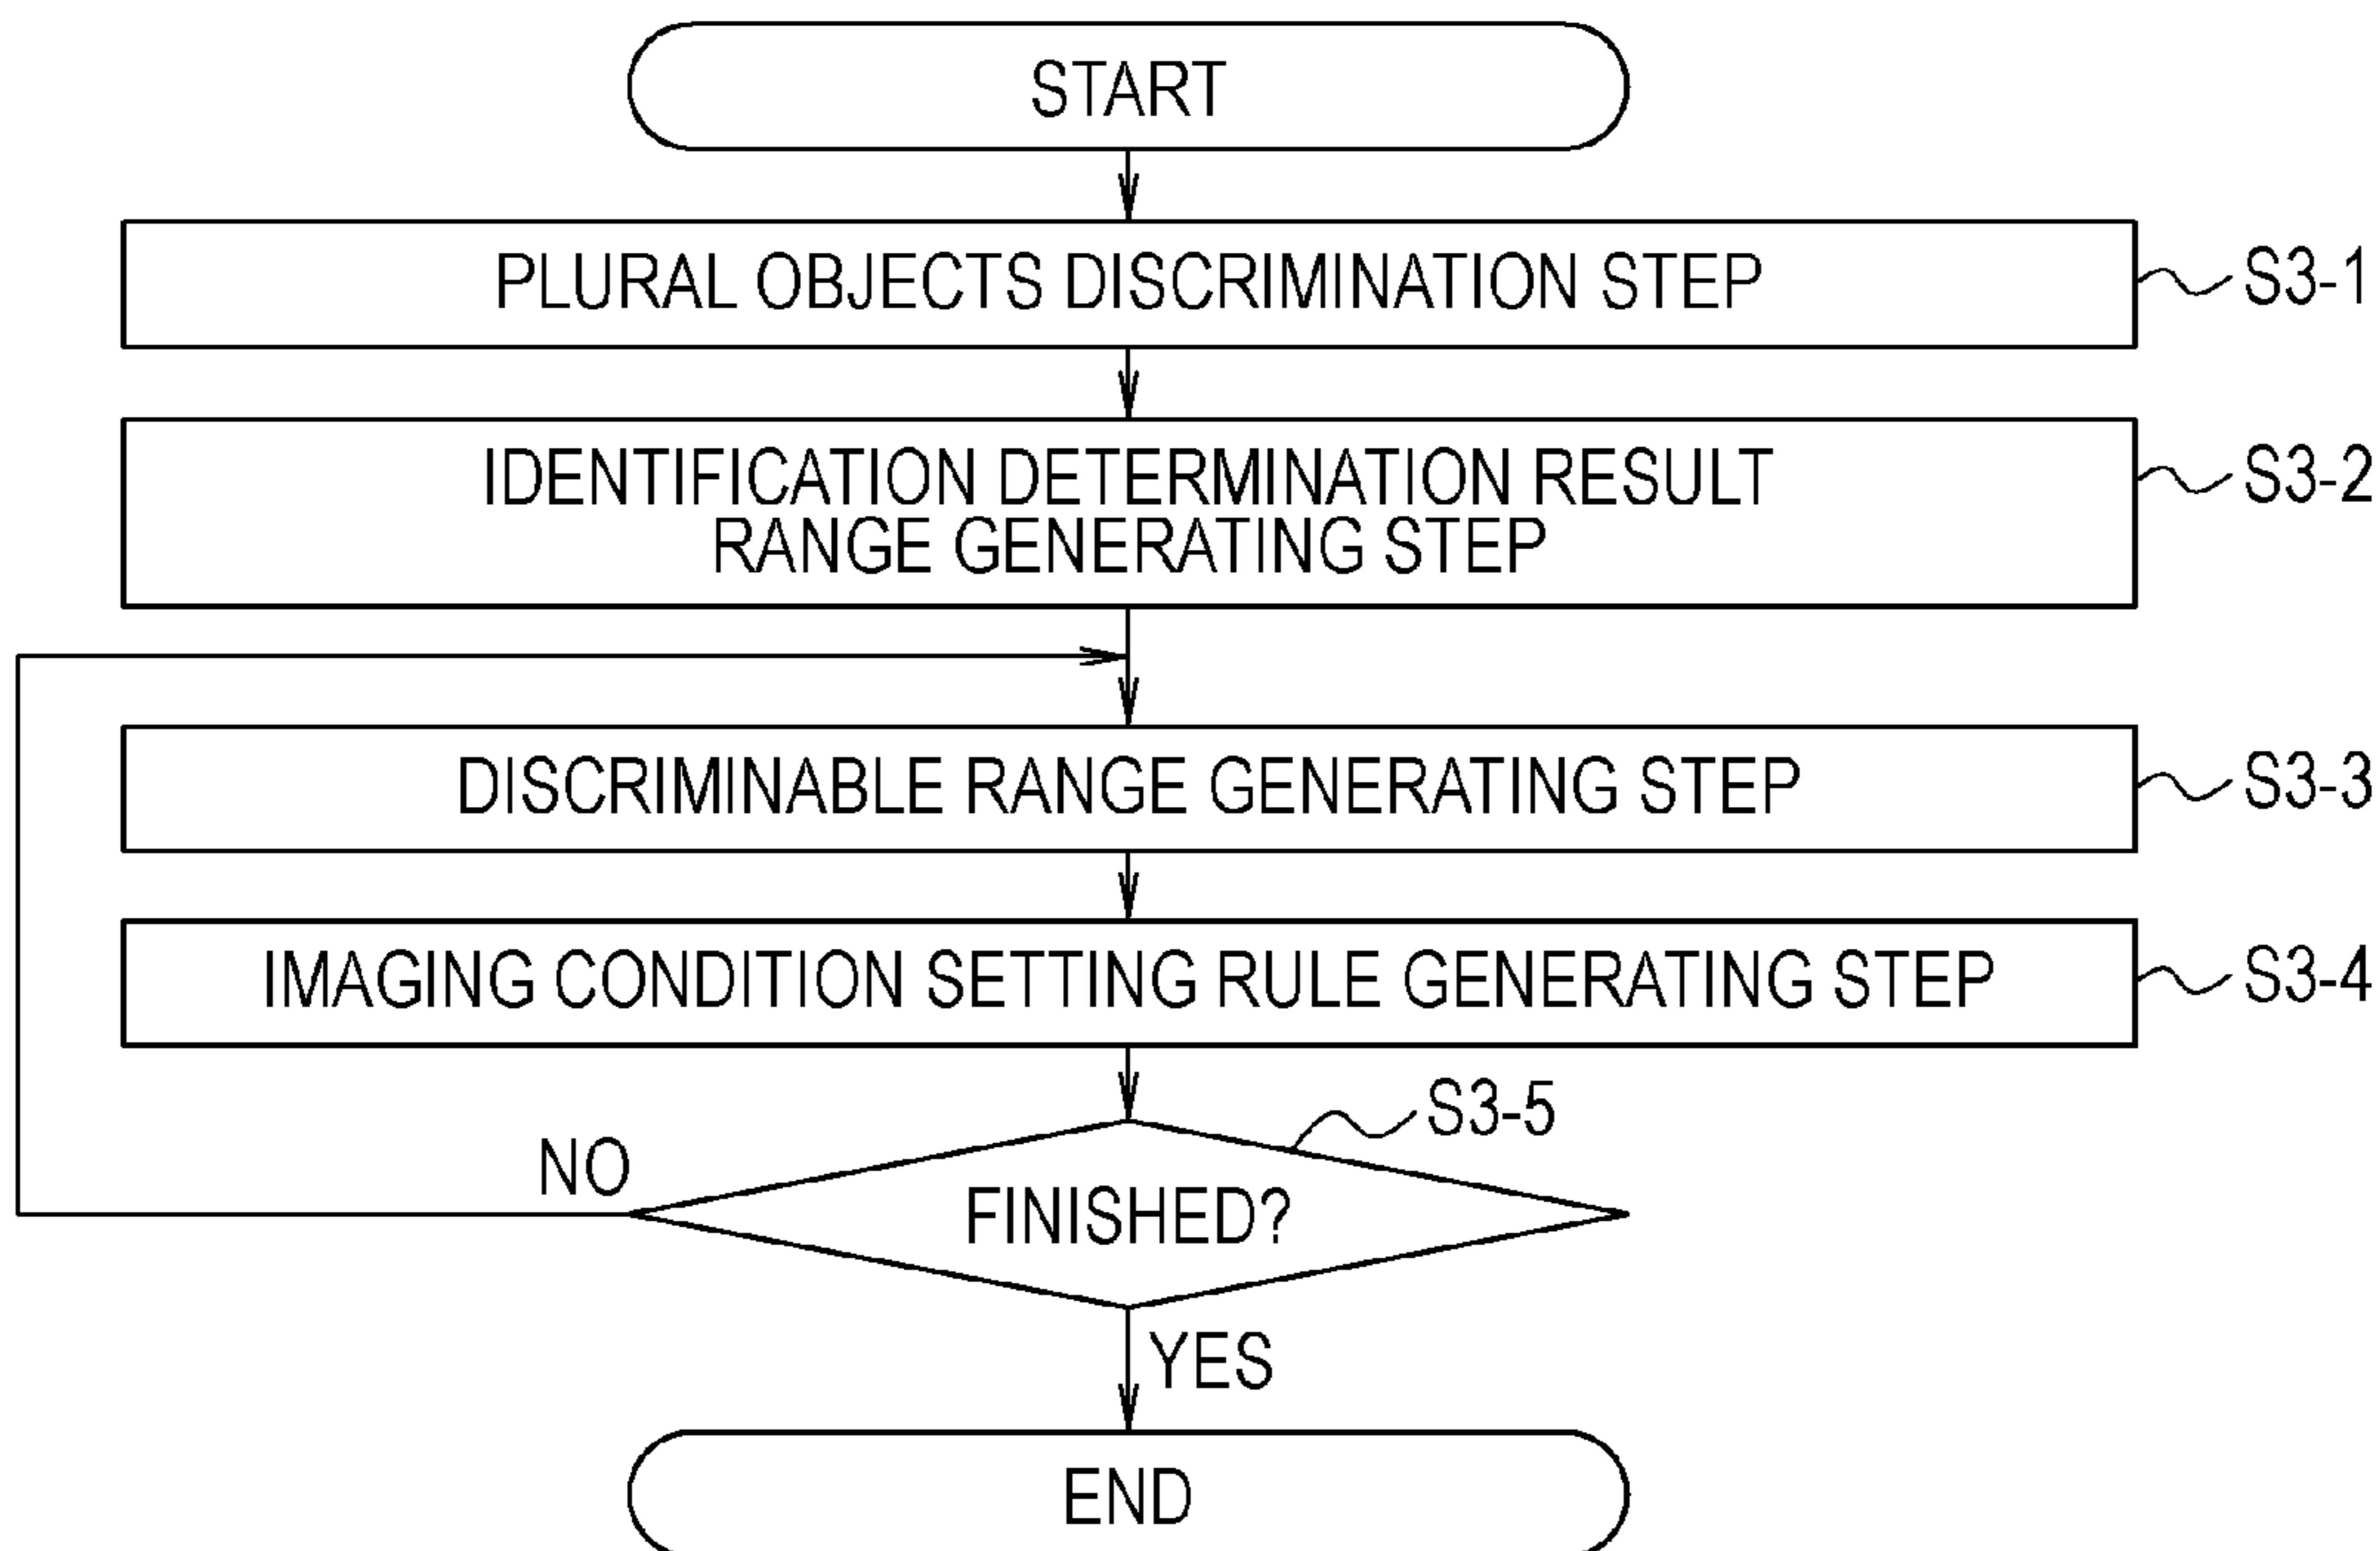 START
PLURAL OBJECTS DISCRIMINATION STEP
S3-1
IDENTIFICATION DETERMINATION RESULT
RANGE GENERATING STEP
S3-2
DISCRIMINABLE RANGE GENERATING STEP
S3-3
IMAGING CONDITION SETTING RULE GENERATING STEP
S3-4
S3-5
NO
FINISHED?
YES
END